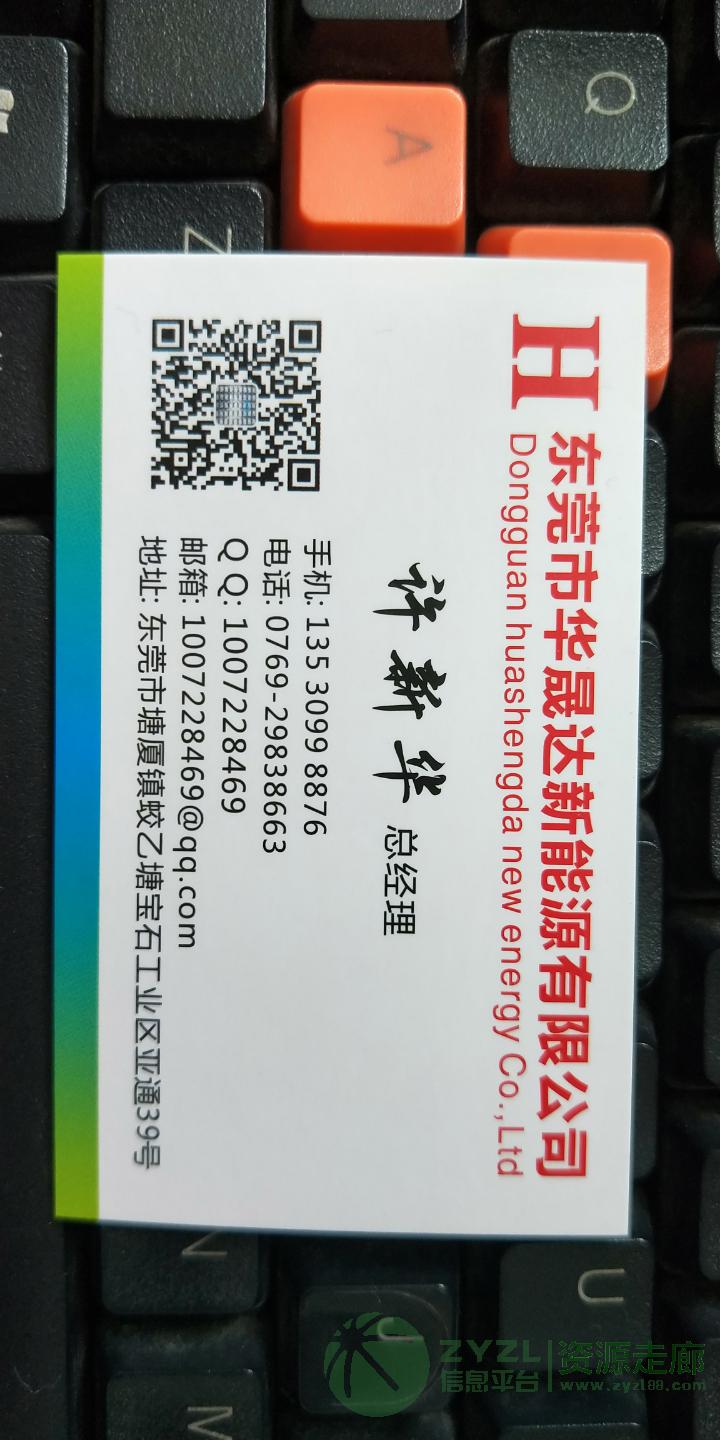 H
东莞市华晟达新能源有限公司
Dongguan huashengda new energy Co.,Ltd
许新华 总经理
手机: 135 3099 8876
电话: 0769-29838663
Q Q: 1007228469
邮箱: 1007228469@qq.com
地址: 东莞市塘厦镇蛟乙塘宝石工业区亚通39号
Q
A
Z
U
J
N
M
ZYZL 资源走廊
信息平台 www.zyzl88.com